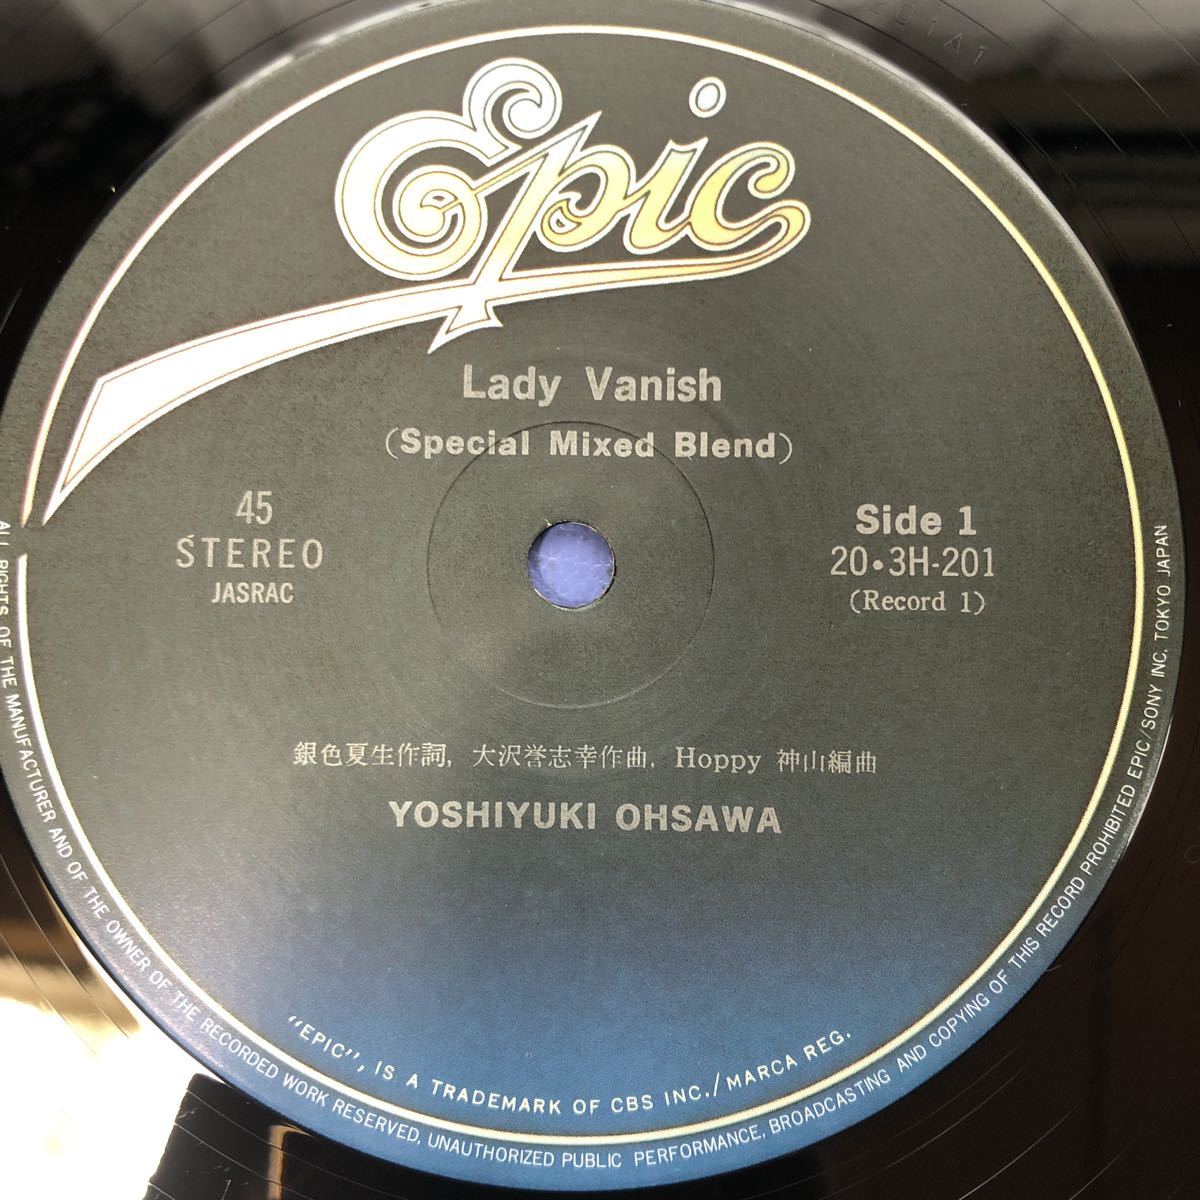 201A1
Epic
Lady Vanish
(Special Mixed Blend)
45
STEREO
JASRAC
Side 1
20•3H-201
(Record 1)
銀色夏生作詞, 大沢誉志幸作曲, Hoppy 神山編曲
YOSHIYUKI OHSAWA
"EPIC", IS A TRADEMARK OF CBS INC./MARCA REG.
ALL RIGHTS OF THE MANUFACTURER AND OF THE OWNER OF THE RECORDED WORK RESERVED, UNAUTHORIZED PUBLIC PERFORMANCE, BROADCASTING AND COPYING OF THIS RECORD PROHIBITED EPIC/SONY INC. TOKYO JAPAN